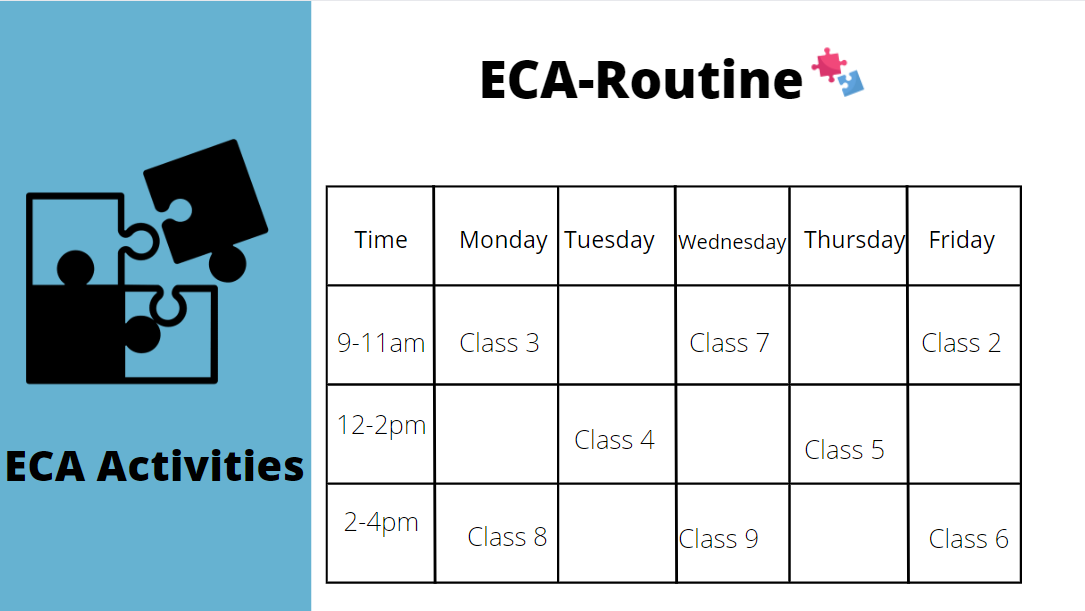 ECA-Routine
ECA Activities
Time Monday Tuesday Wednesday Thursday Friday
9-11am Class 3 Class 7 Class 2
12-2pm Class 4 Class 5
2-4pm Class 8 Class 9 Class 6